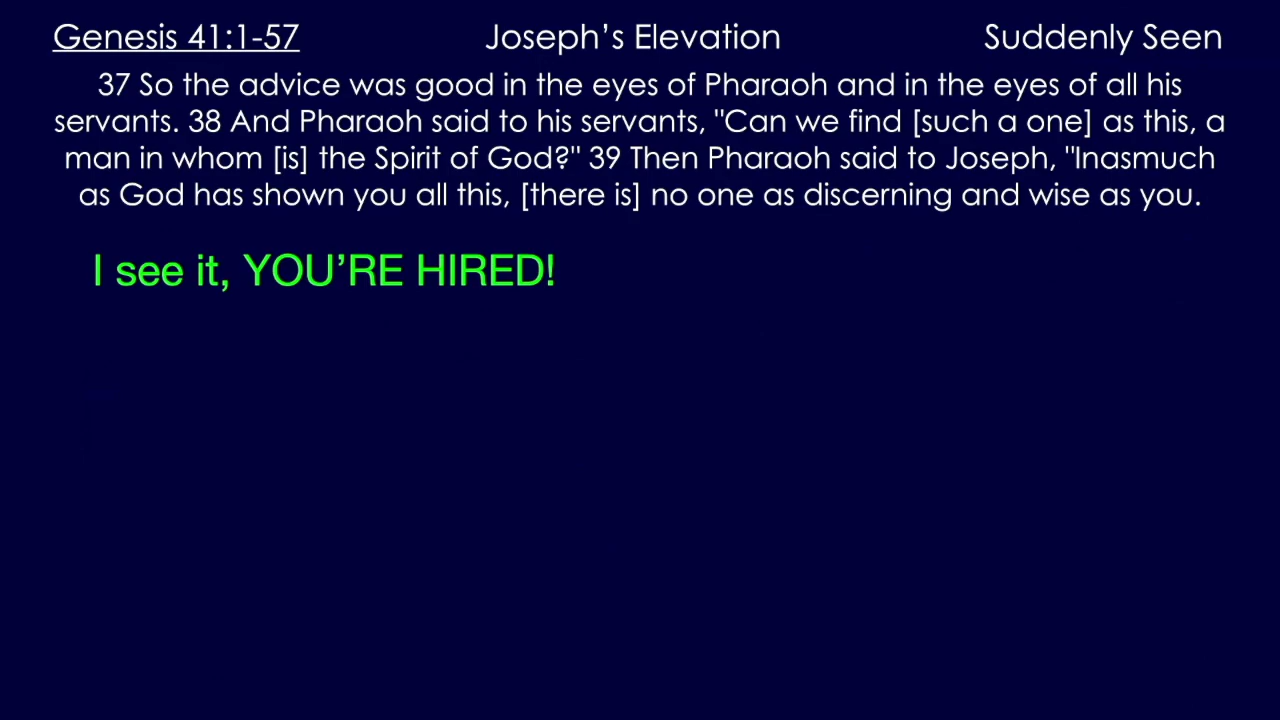 Genesis 41:1-57 Joseph’s Elevation Suddenly Seen
37 So the advice was good in the eyes of Pharaoh and in the eyes of all his
servants. 38 And Pharaoh said to his servants, "Can we find [such a one] as this, a
man in whom [is] the Spirit of God?" 39 Then Pharaoh said to Joseph, "Inasmuch
as God has shown you all this, [there is] no one as discerning and wise as you.
I see it, YOU’RE HIRED!